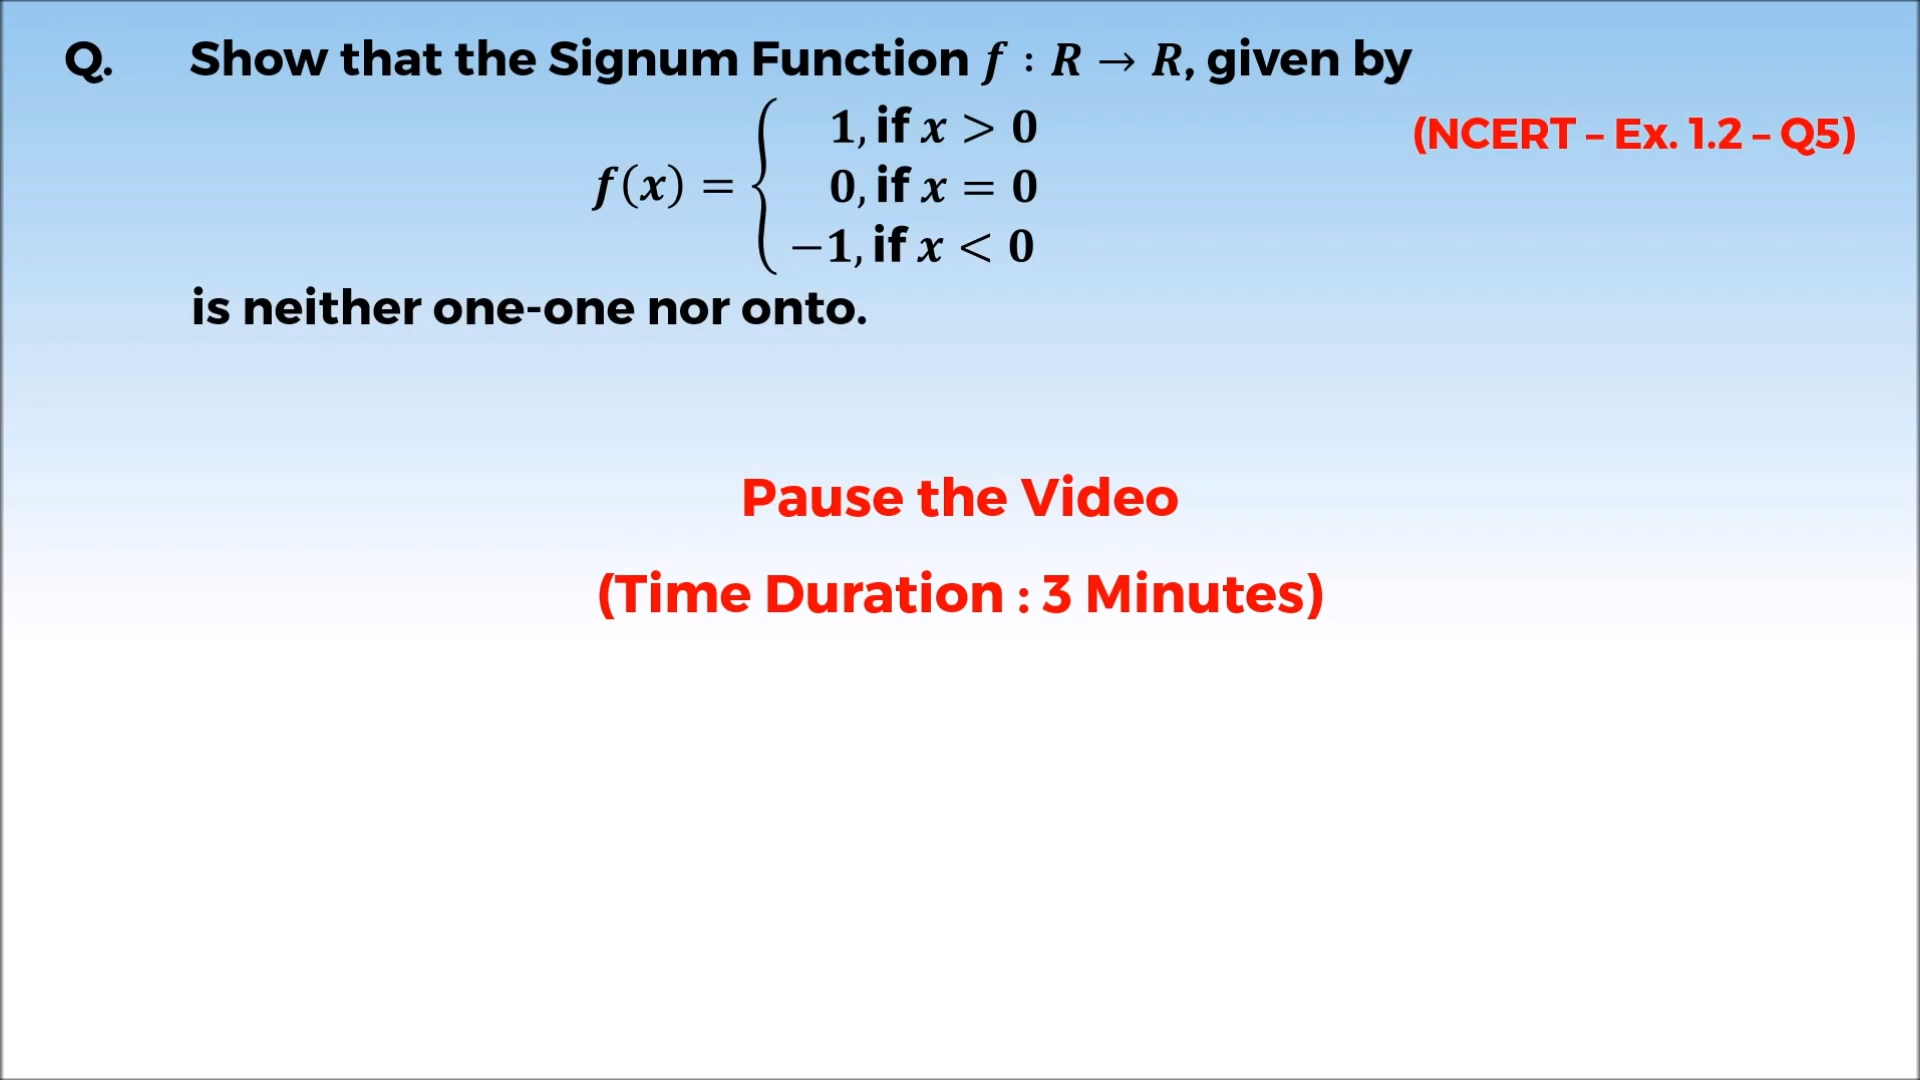 Q. Show that the Signum Function f : R → R, given by
1, if x > 0
(NCERT – Ex. 1.2 – Q5)
f(x) = { 0, if x = 0
−1, if x < 0
is neither one-one nor onto.
Pause the Video
(Time Duration : 3 Minutes)